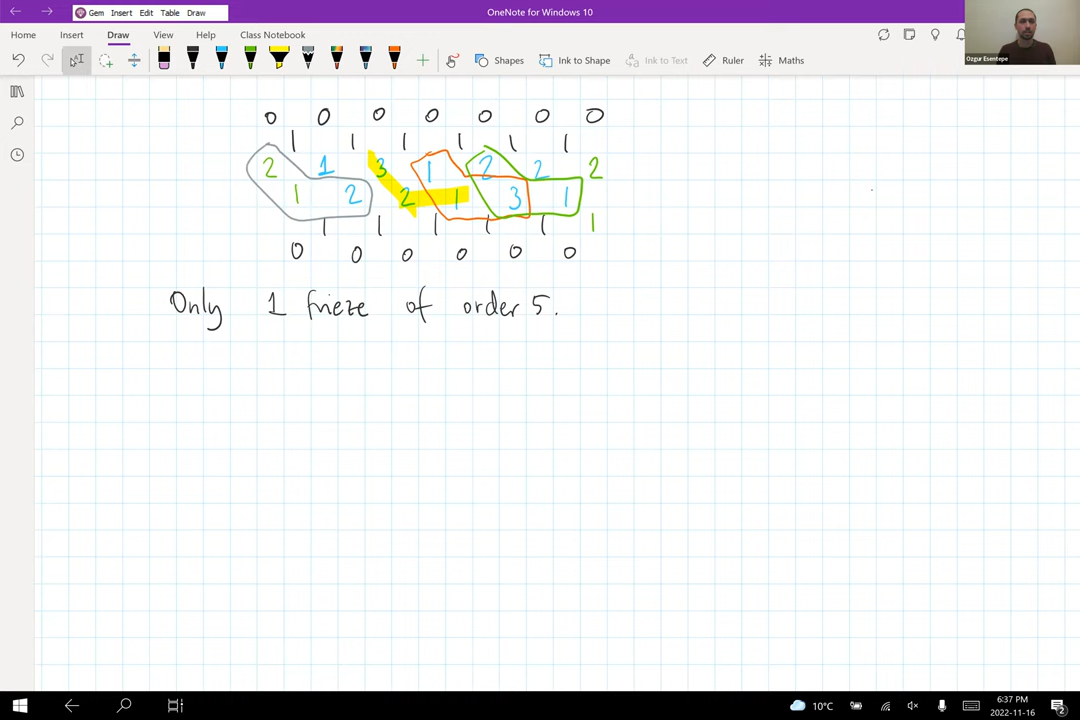 Gem Insert Edit Table Draw
OneNote for Windows 10
Home Insert Draw View Help Class Notebook
Ozgur Esentepe
Shapes Ink to Shape Ink to Text Ruler Maths
0 0 0 0 0 0 0
1 1 1 1 1 1
2 1 3 1 2 2 2
1 2 2 1 3 1
1 1 1 1 1 1
0 0 0 0 0 0
Only 1 frieze of order 5.
10°C
6:37 PM
2022-11-16
2